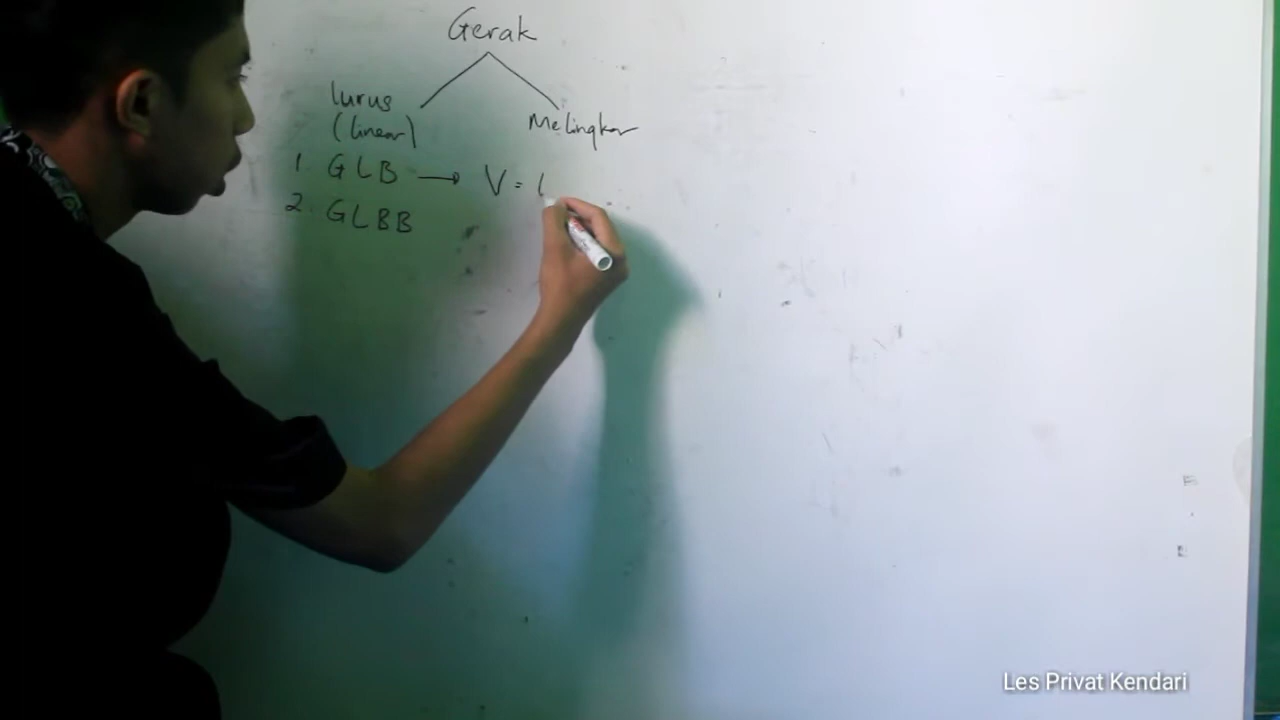 Gerak
lurus
(linear)
Melingkar
1. GLB → V = 
2. GLBB
Les Privat Kendari